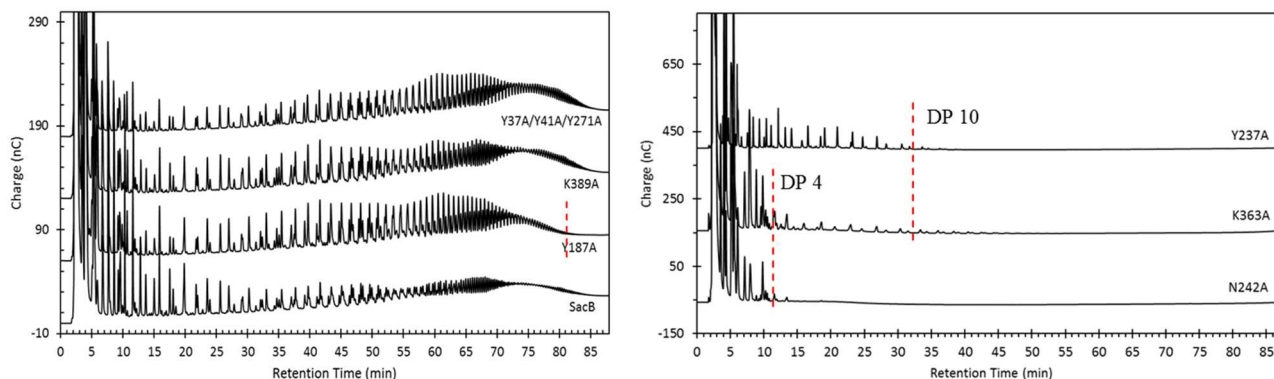 290
190
90
-10
Charge (nC)
Y37A/Y41A/Y271A
K389A
Y187A
SacB
0 5 10 15 20 25 30 35 40 45 50 55 60 65 70 75 80 85
Retention Time (min)
650
450
250
50
-150
Charge (nC)
DP 10
DP 4
Y237A
K363A
N242A
0 5 10 15 20 25 30 35 40 45 50 55 60 65 70 75 80 85
Retention Time (min)